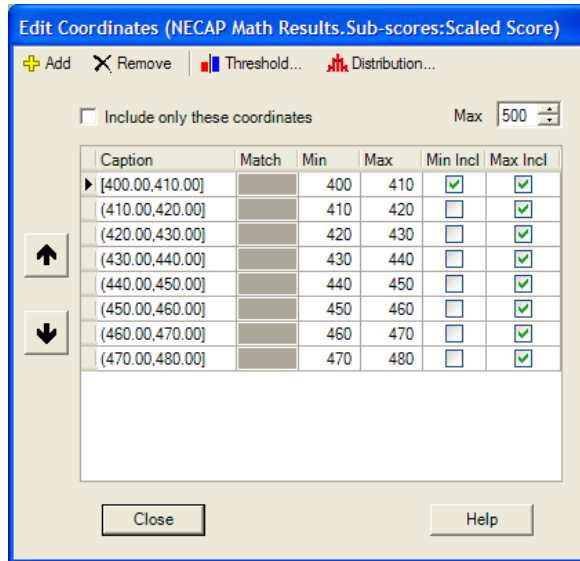 Edit Coordinates (NECAP Math Results.Sub-scores:Scaled Score)
Add Remove Threshold... Distribution...
Include only these coordinates Max 500
Caption Match Min Max Min Incl Max Incl
[400.00,410.00] 400 410
(410.00,420.00] 410 420
(420.00,430.00] 420 430
(430.00,440.00] 430 440
(440.00,450.00] 440 450
(450.00,460.00] 450 460
(460.00,470.00] 460 470
(470.00,480.00] 470 480
Close Help